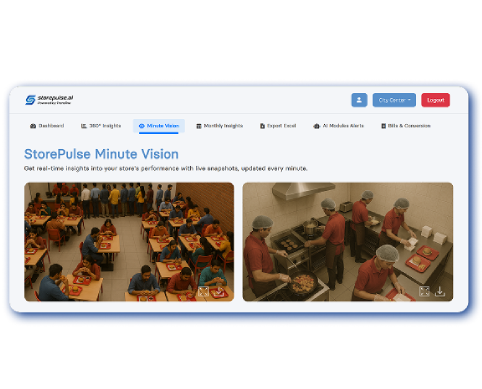 storepulse.ai
City Center
Logout
Dashboard
360° Insights
Minute Vision
Monthly Insights
Export Excel
AI Modules Alerts
Bills & Conversion
StorePulse Minute Vision
Get real-time insights into your store's performance with live snapshots, updated every minute.